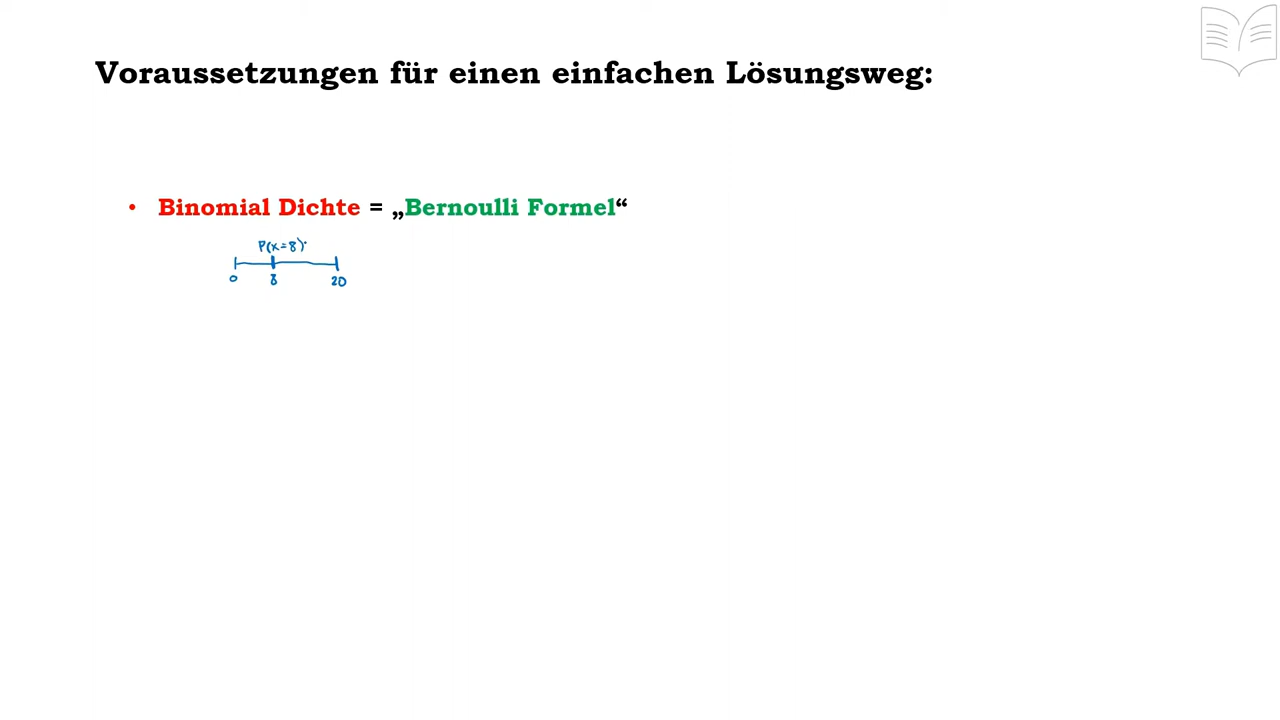 Voraussetzungen für einen einfachen Lösungsweg:
• Binomial Dichte = „Bernoulli Formel“
P(x=8)
0 8 20